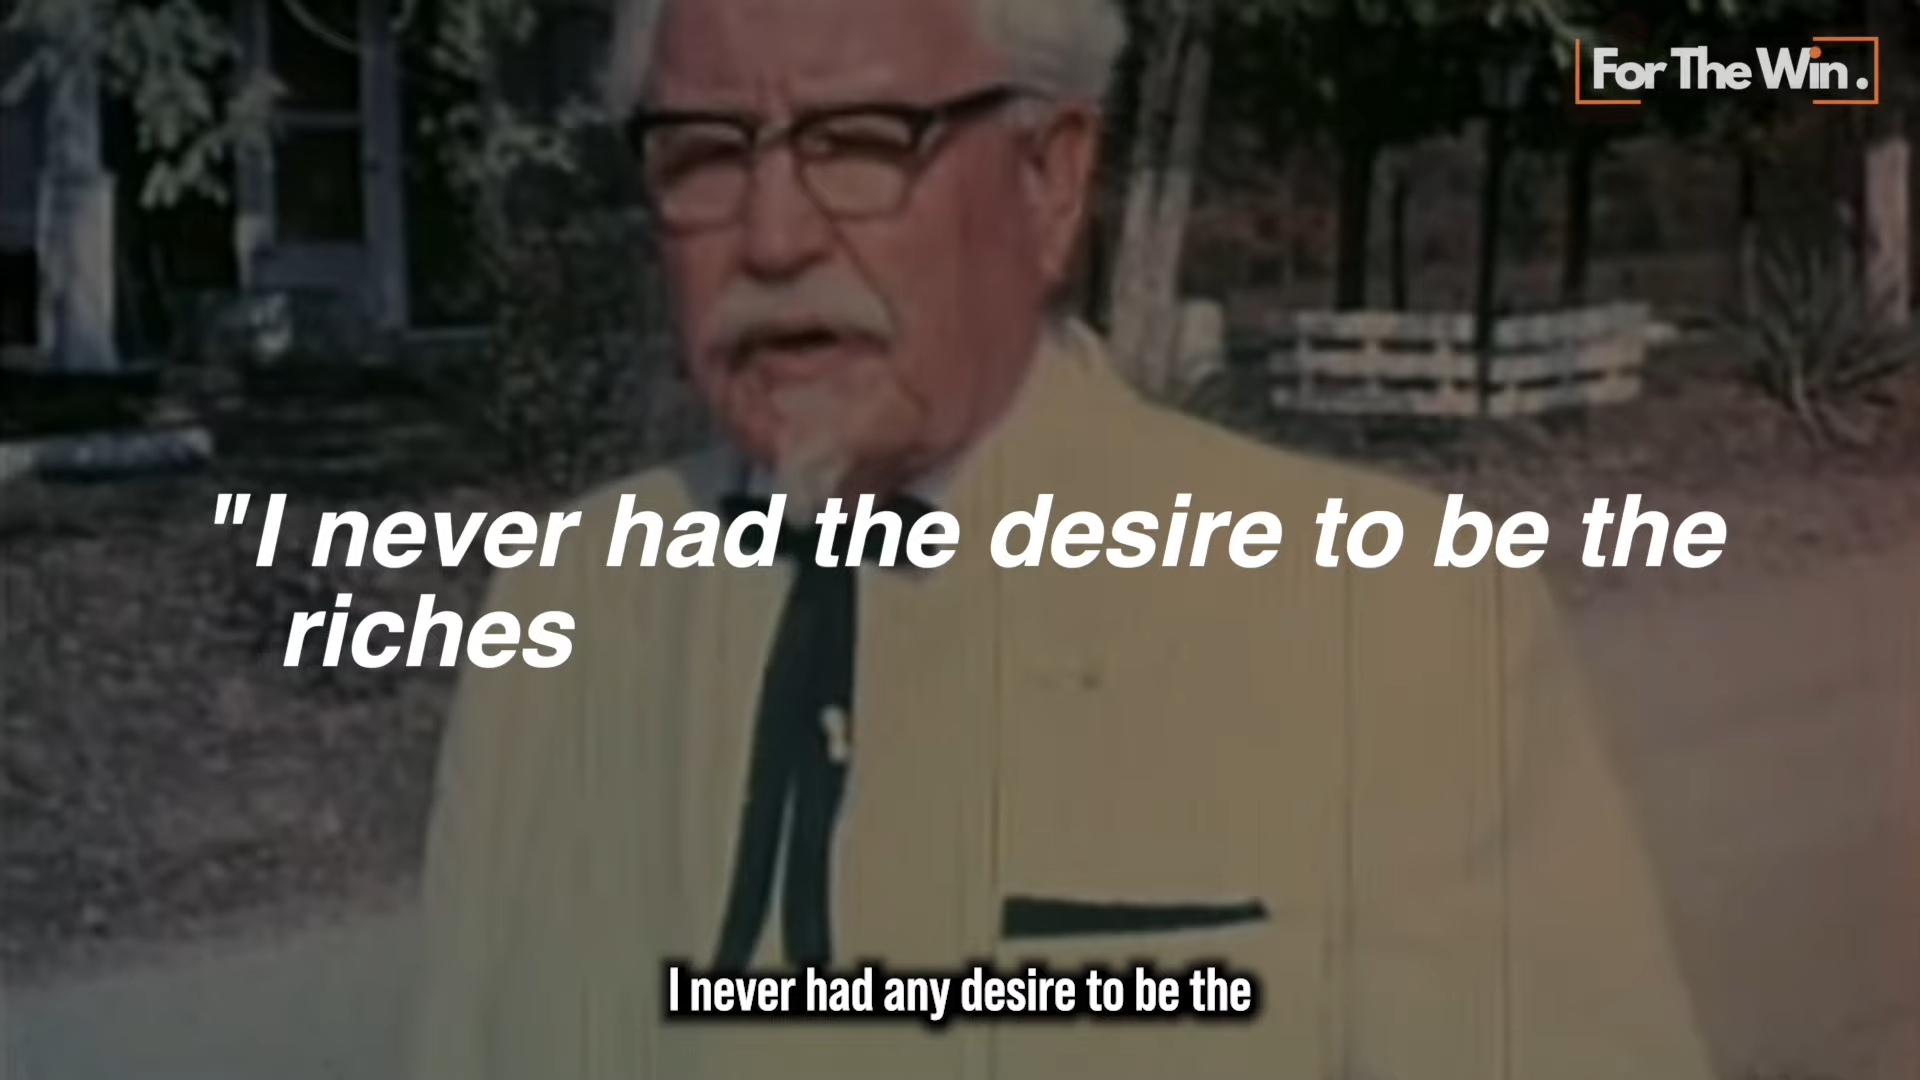 For The Win.
"I never had the desire to be the
riches
I never had any desire to be the